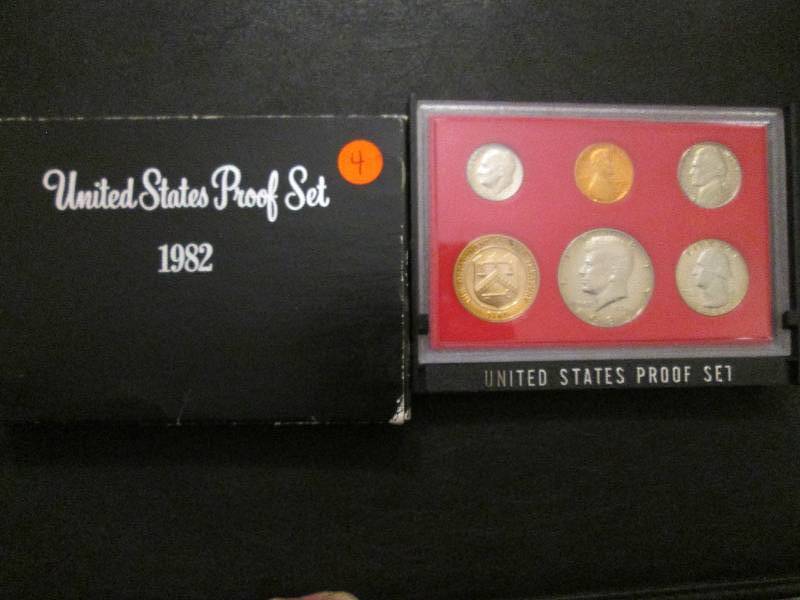 United States Proof Set
1982
4
UNITED STATES PROOF SET